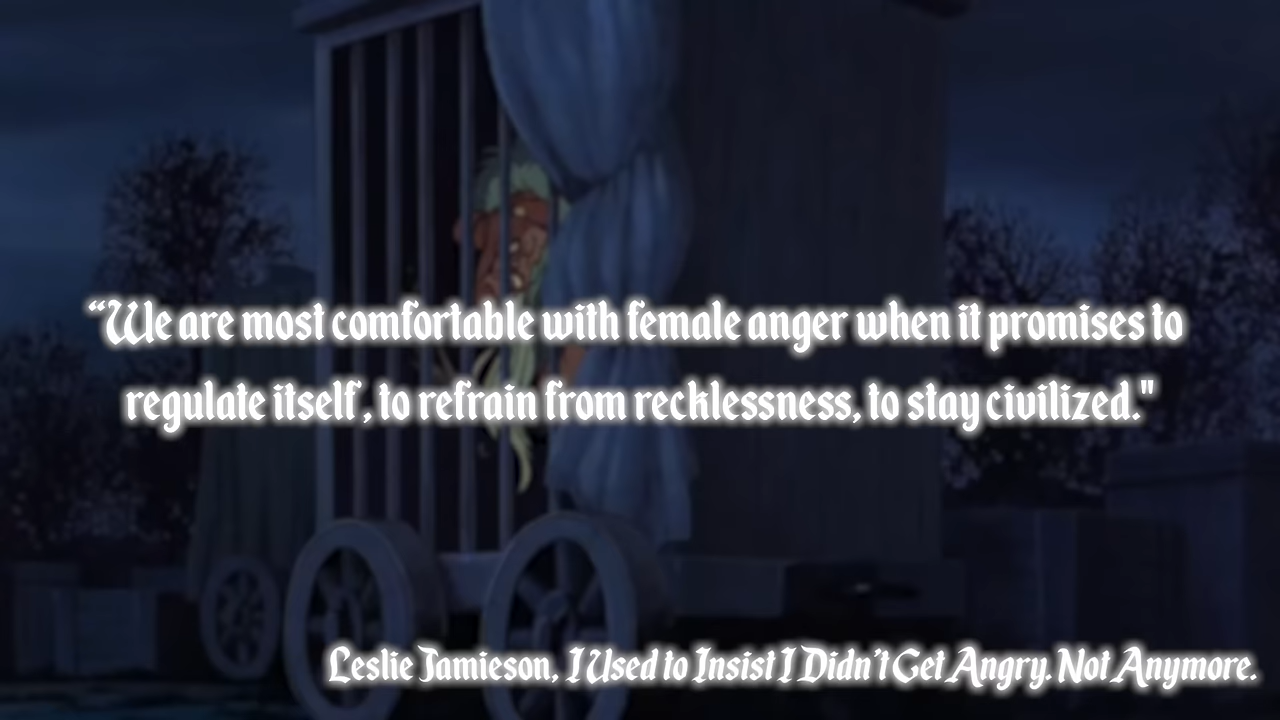 “We are most comfortable with female anger when it promises to
regulate itself, to refrain from recklessness, to stay civilized."
Leslie Jamieson, I Used to Insist I Didn't Get Angry. Not Anymore.